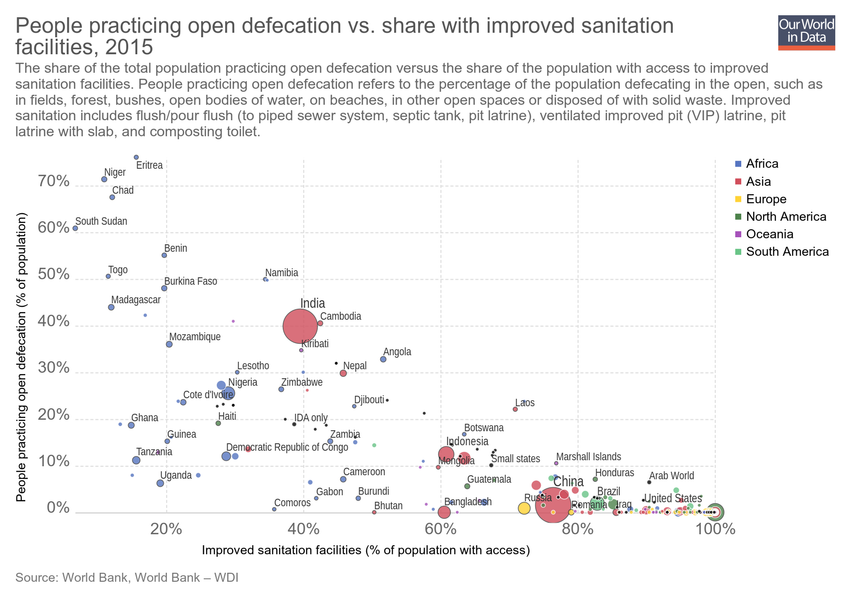 People practicing open defecation vs. share with improved sanitation
facilities, 2015
Our World
in Data
The share of the total population practicing open defecation versus the share of the population with access to improved
sanitation facilities. People practicing open defecation refers to the percentage of the population defecating in the open, such as
in fields, forest, bushes, open bodies of water, on beaches, in other open spaces or disposed of with solid waste. Improved
sanitation includes flush/pour flush (to piped sewer system, septic tank, pit latrine), ventilated improved pit (VIP) latrine, pit
latrine with slab, and composting toilet.
People practicing open defecation (% of population)
70%
60%
50%
40%
30%
20%
10%
0%
Eritrea
Niger
Chad
South Sudan
Benin
Togo
Burkina Faso
Namibia
Madagascar
India
Cambodia
Mozambique
Kiribati
Angola
Lesotho
Nepal
Nigeria
Zimbabwe
Cote d'Ivoire
Djibouti
Laos
Ghana
Haiti
IDA only
Botswana
Guinea
Zambia
Indonesia
Tanzania
Democratic Republic of Congo
Mongolia
Small states
Marshall Islands
Uganda
Cameroon
Guatemala
China
Honduras
Arab World
Comoros
Gabon
Burundi
Bhutan
Bangladesh
Russia
Romania
Brazil
Iraq
United States
20%
40%
60%
80%
100%
Improved sanitation facilities (% of population with access)
Africa
Asia
Europe
North America
Oceania
South America
Source: World Bank, World Bank – WDI